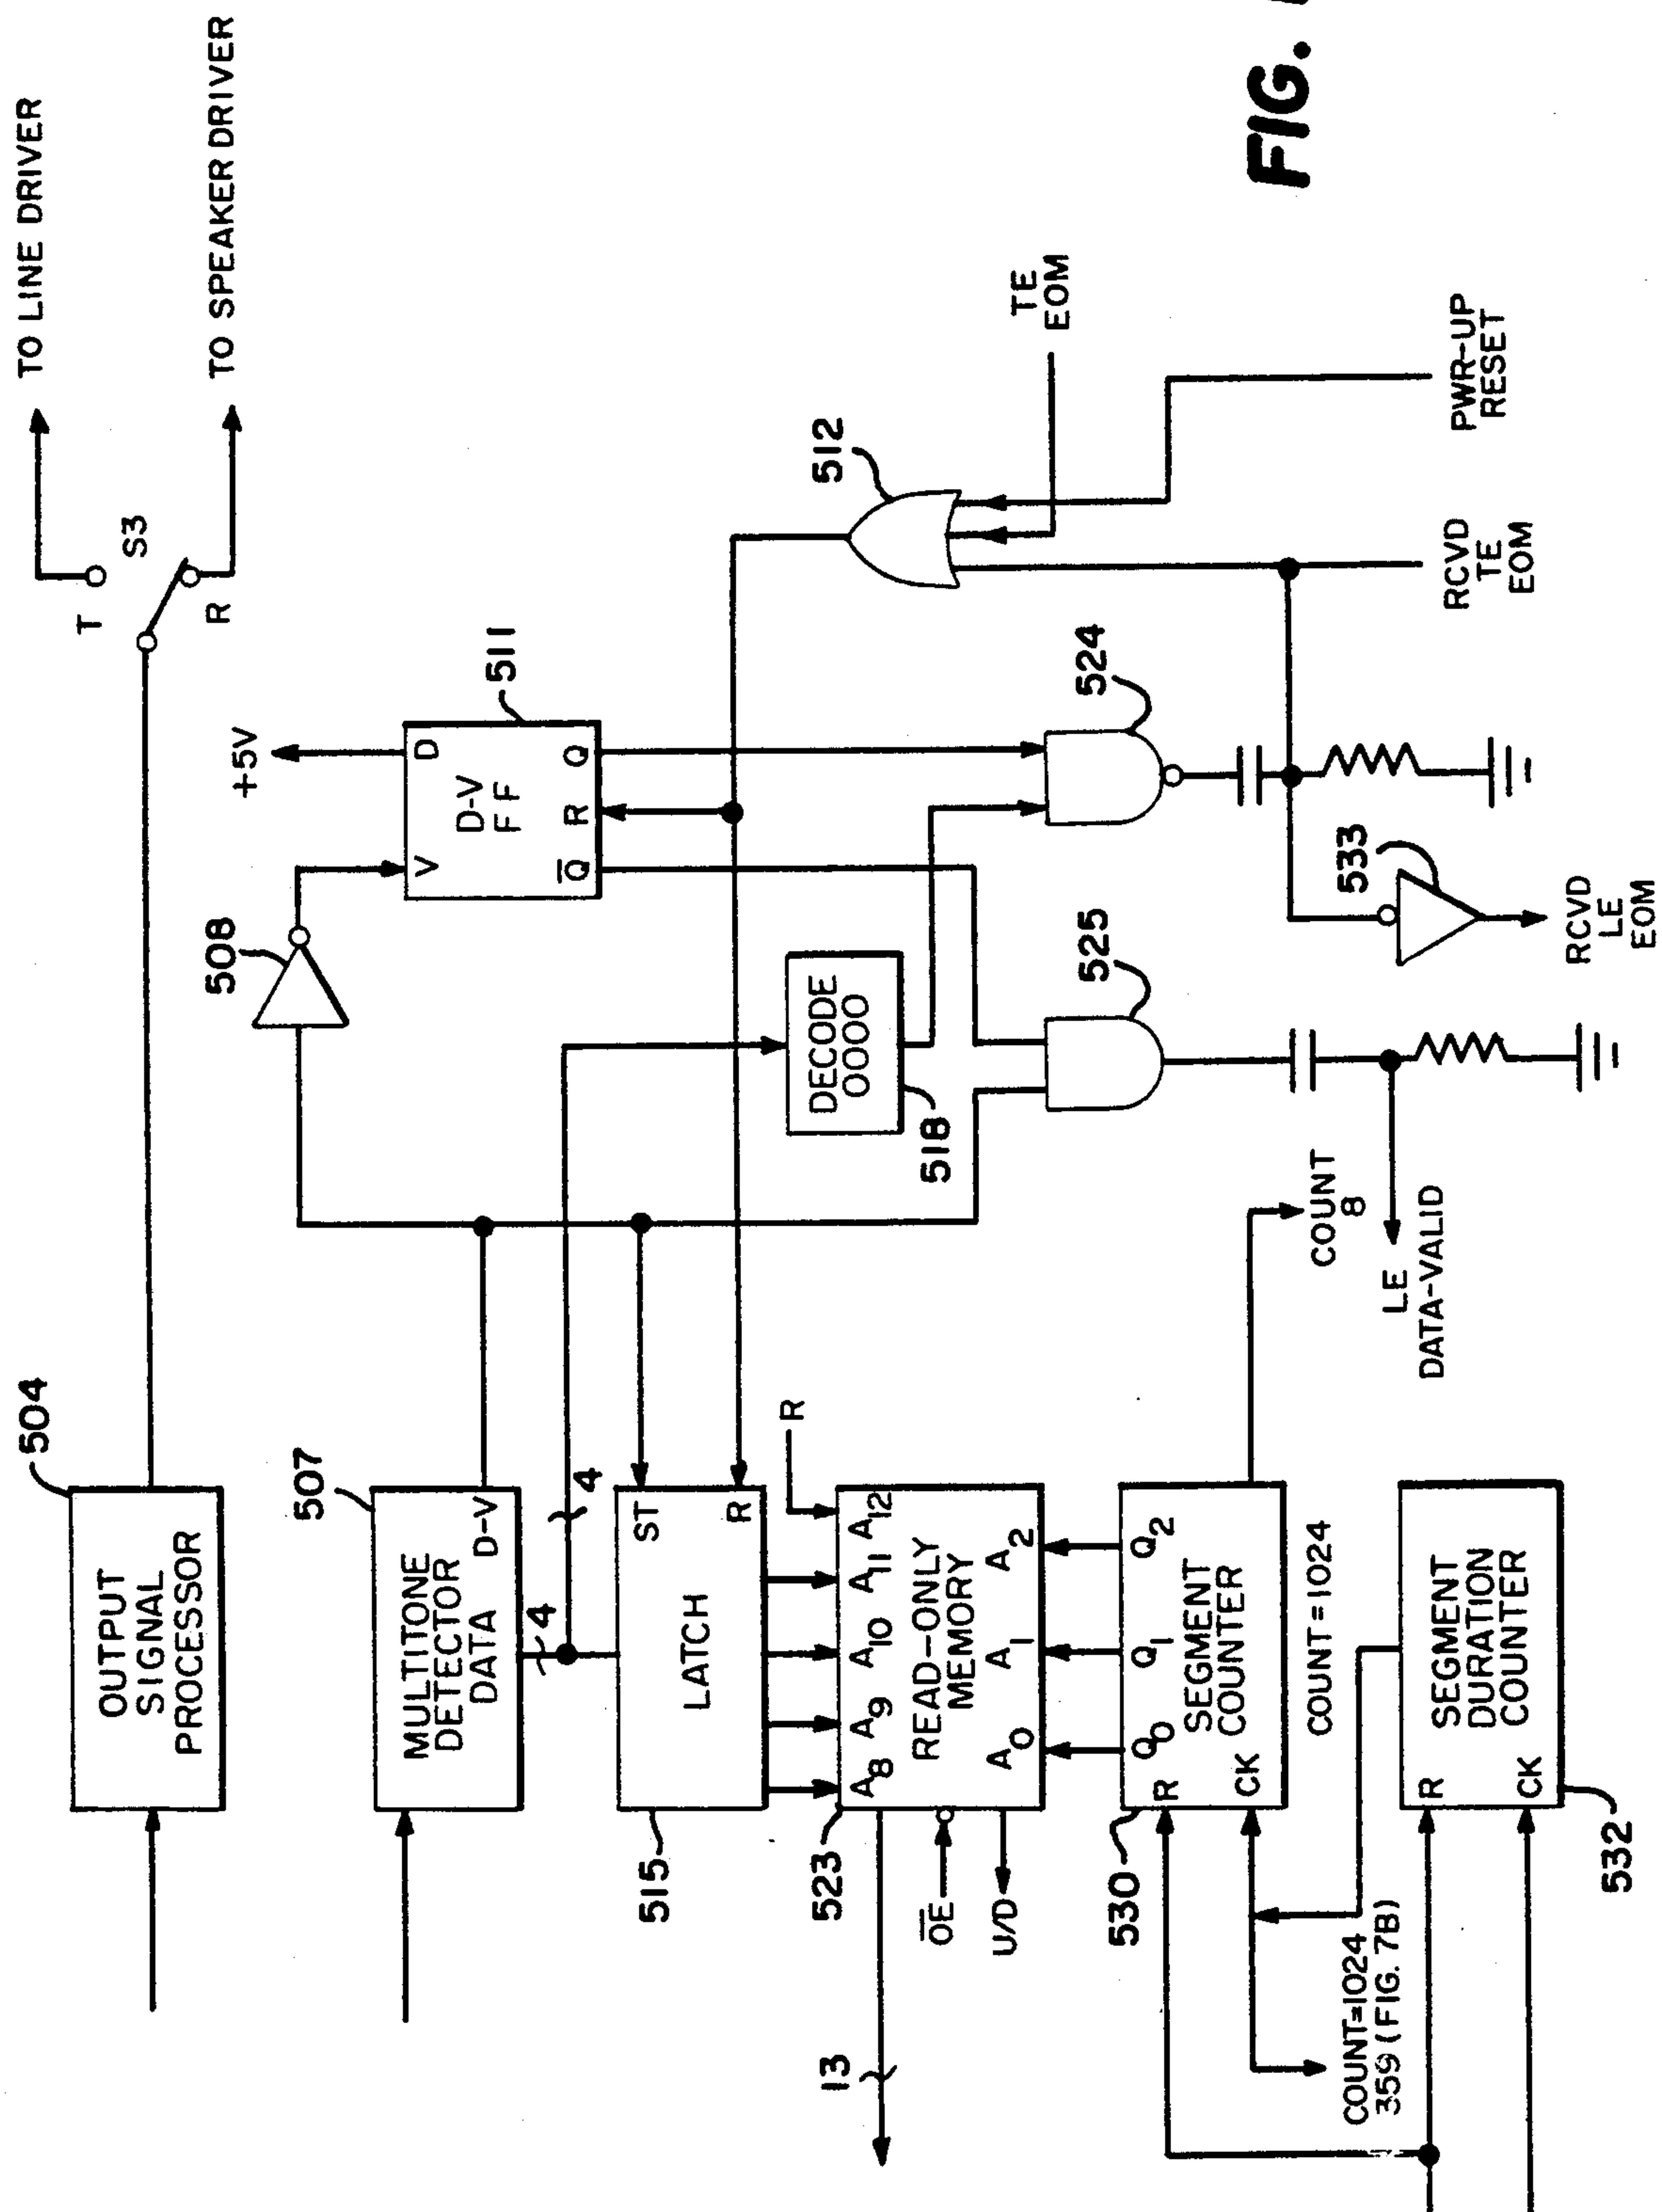 TO LINE DRIVER
TO SPEAKER DRIVER
T
S3
R
504
OUTPUT
SIGNAL
PROCESSOR
507
MULTITONE
DETECTOR
DATA
D-V
4
4
508
+5V
511
V
D
D-V
FF
Q̅
R
Q
512
TE
EOM
PWR-UP
RESET
RCVD
TE
EOM
515
LATCH
ST
R
DECODE
0000
518
524
525
533
RCVD
LE
EOM
R
523
A8
A9
A10
A11
A12
READ-ONLY
MEMORY
A0
A1
A2
13
O̅E̅
U/D
530
Q0
Q1
Q2
R
SEGMENT
COUNTER
CK
COUNT
8
LE
DATA-VALID
COUNT=1024
COUNT=1024
359 (FIG. 7B)
R
SEGMENT
DURATION
COUNTER
CK
532
FIG.